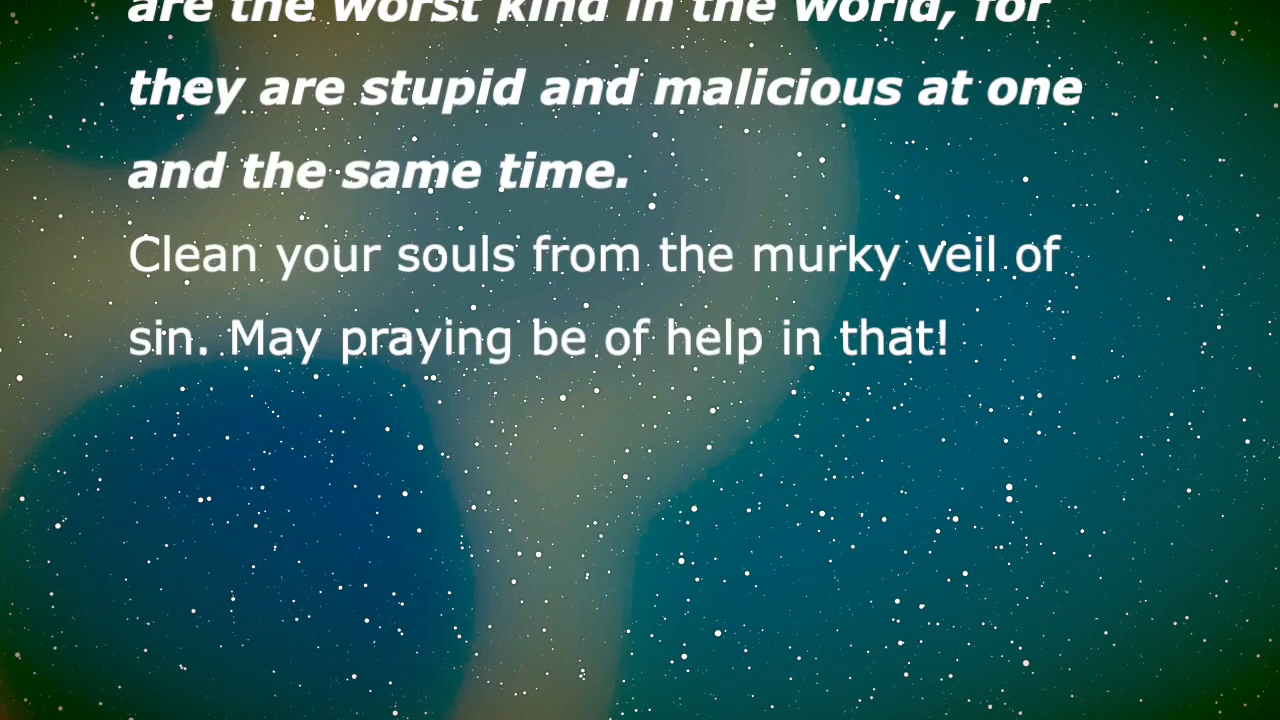 are the worst kind in the world, for
they are stupid and malicious at one
and the same time.
Clean your souls from the murky veil of
sin. May praying be of help in that!